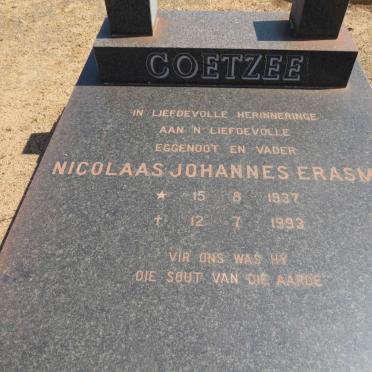 COETZEE
IN LIEFDEVOLLE HERINNERINGE
AAN 'N LIEFDEVOLLE
EGGENOOT EN VADER
NICOLAAS JOHANNES ERASM
★ 15 8 1937
✝ 12 7 1993
VIR ONS WAS HY
DIE SOUT VAN DIE AARDE